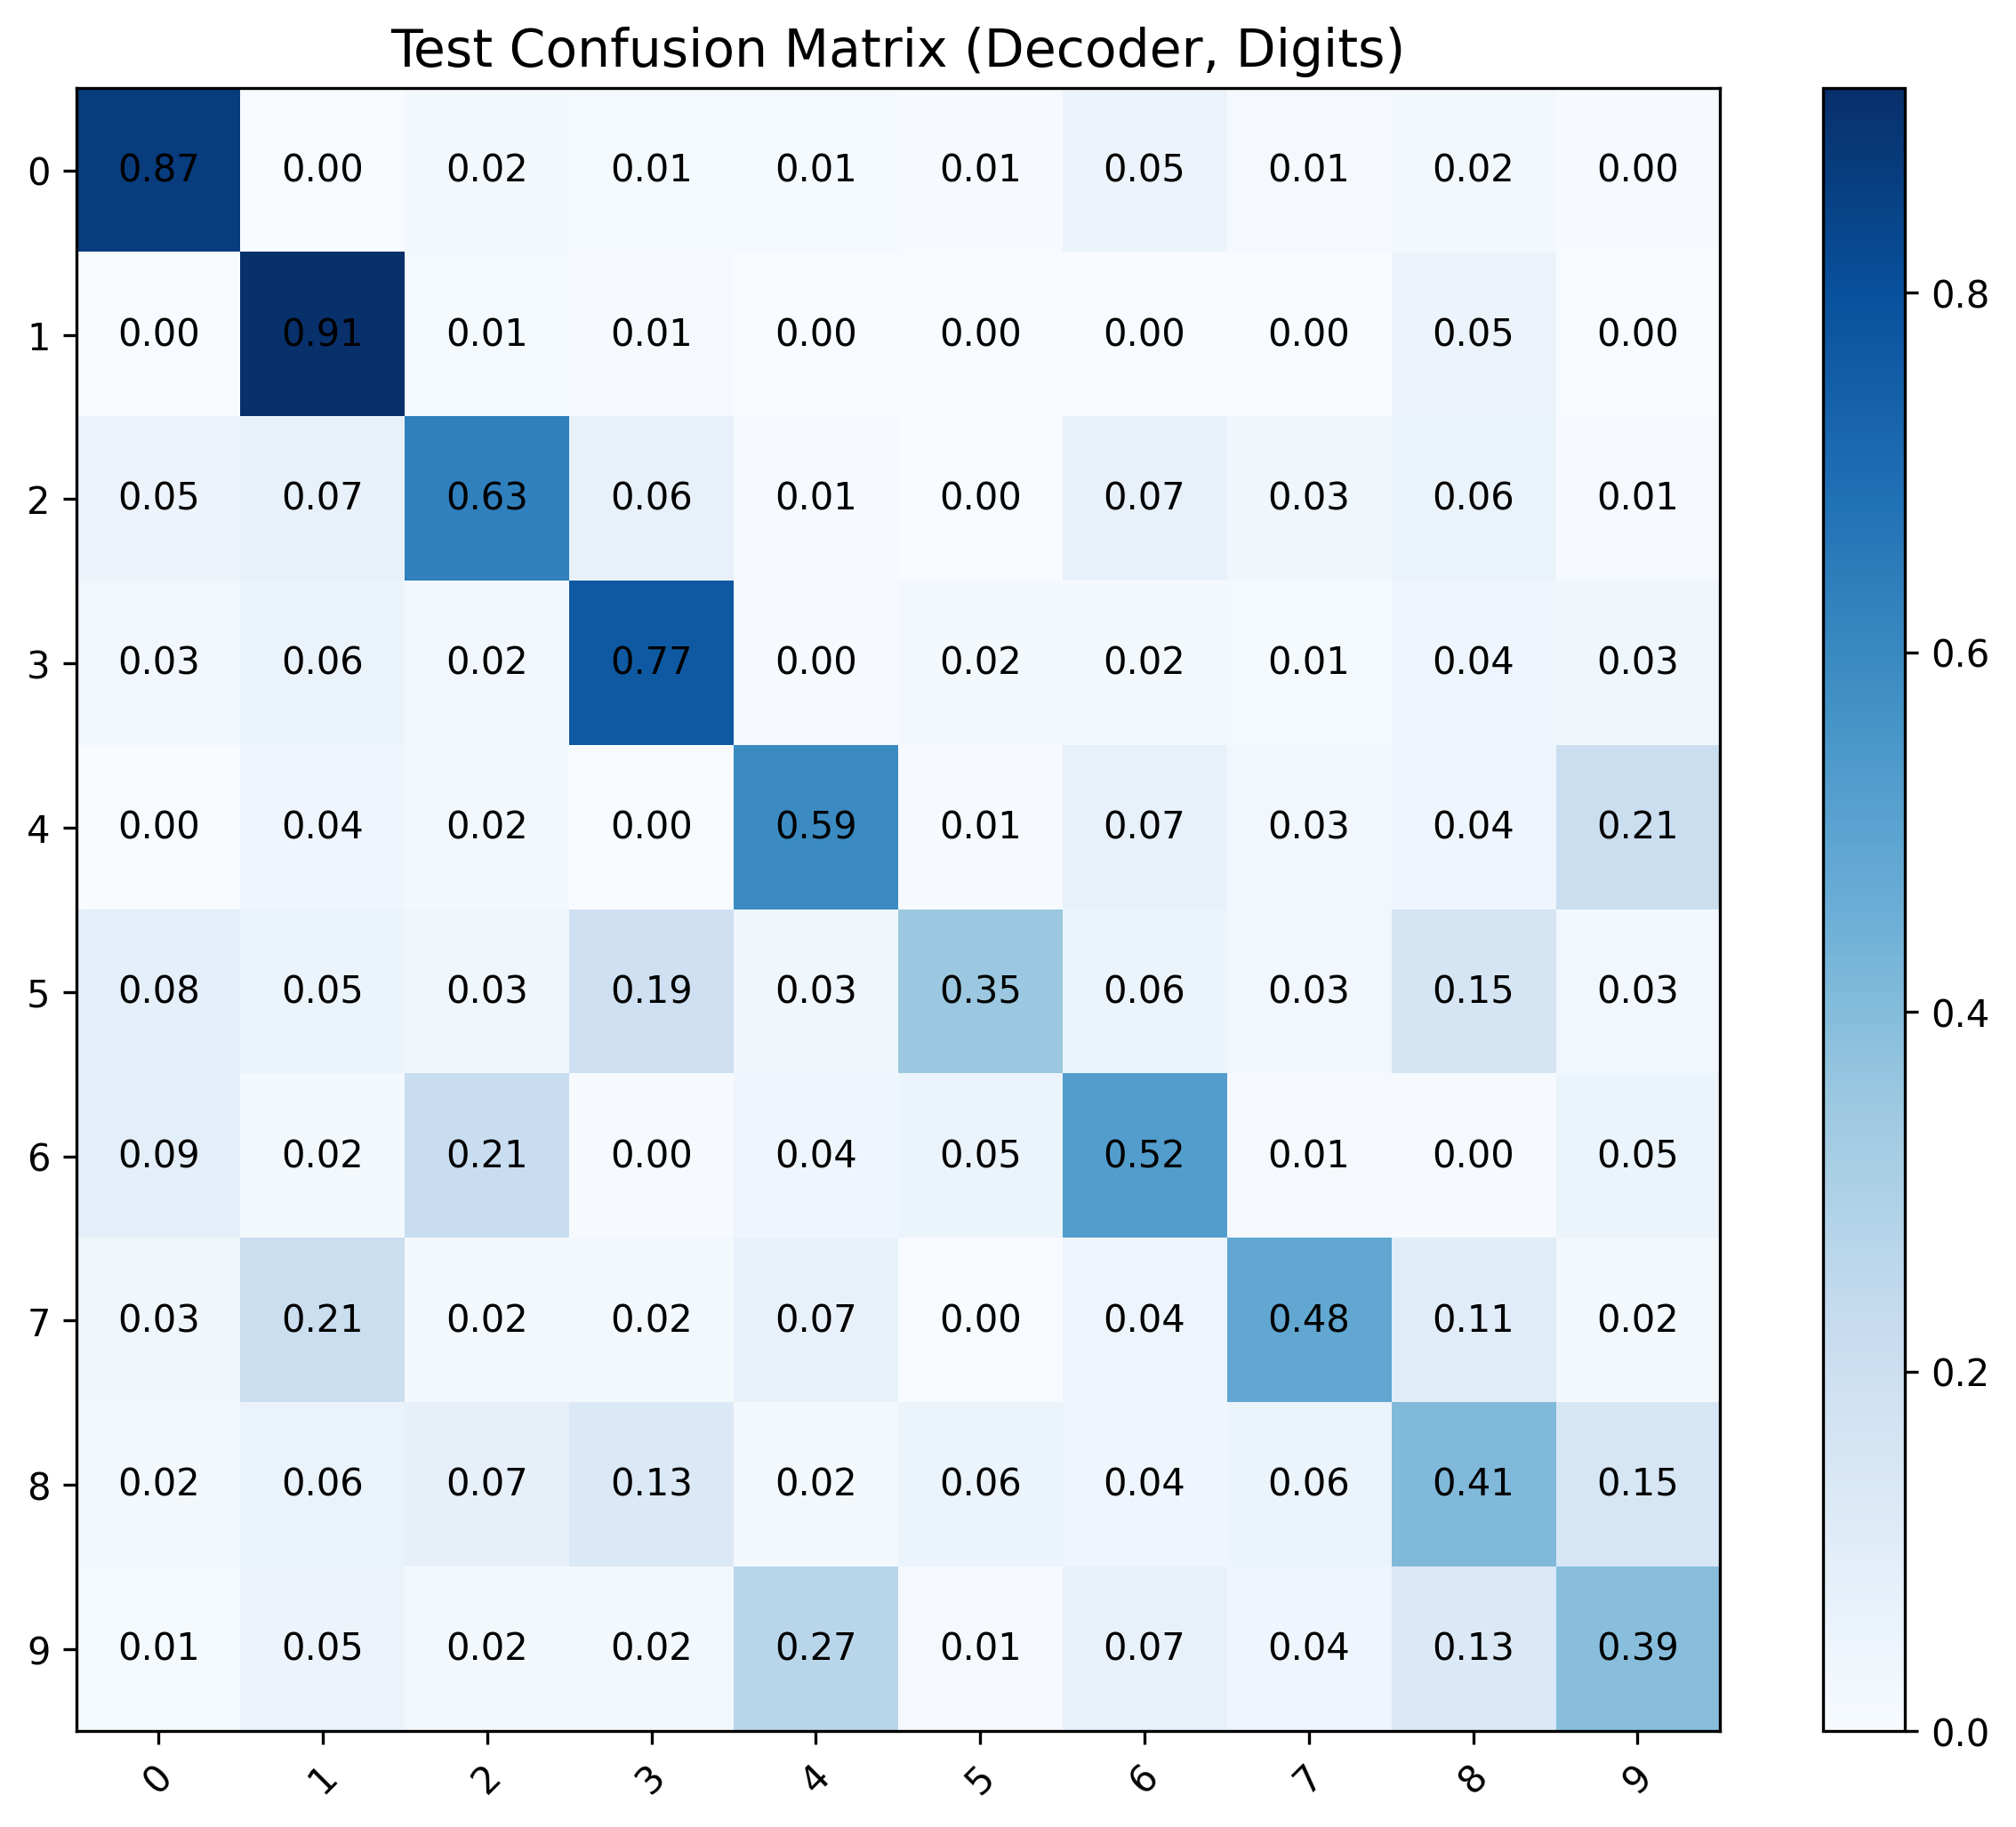 Test Confusion Matrix (Decoder, Digits)
0 0.87 0.00 0.02 0.01 0.01 0.01 0.05 0.01 0.02 0.00
1 0.00 0.91 0.01 0.01 0.00 0.00 0.00 0.00 0.05 0.00
2 0.05 0.07 0.63 0.06 0.01 0.00 0.07 0.03 0.06 0.01
3 0.03 0.06 0.02 0.77 0.00 0.02 0.02 0.01 0.04 0.03
4 0.00 0.04 0.02 0.00 0.59 0.01 0.07 0.03 0.04 0.21
5 0.08 0.05 0.03 0.19 0.03 0.35 0.06 0.03 0.15 0.03
6 0.09 0.02 0.21 0.00 0.04 0.05 0.52 0.01 0.00 0.05
7 0.03 0.21 0.02 0.02 0.07 0.00 0.04 0.48 0.11 0.02
8 0.02 0.06 0.07 0.13 0.02 0.06 0.04 0.06 0.41 0.15
9 0.01 0.05 0.02 0.02 0.27 0.01 0.07 0.04 0.13 0.39
0 1 2 3 4 5 6 7 8 9
0.8
0.6
0.4
0.2
0.0